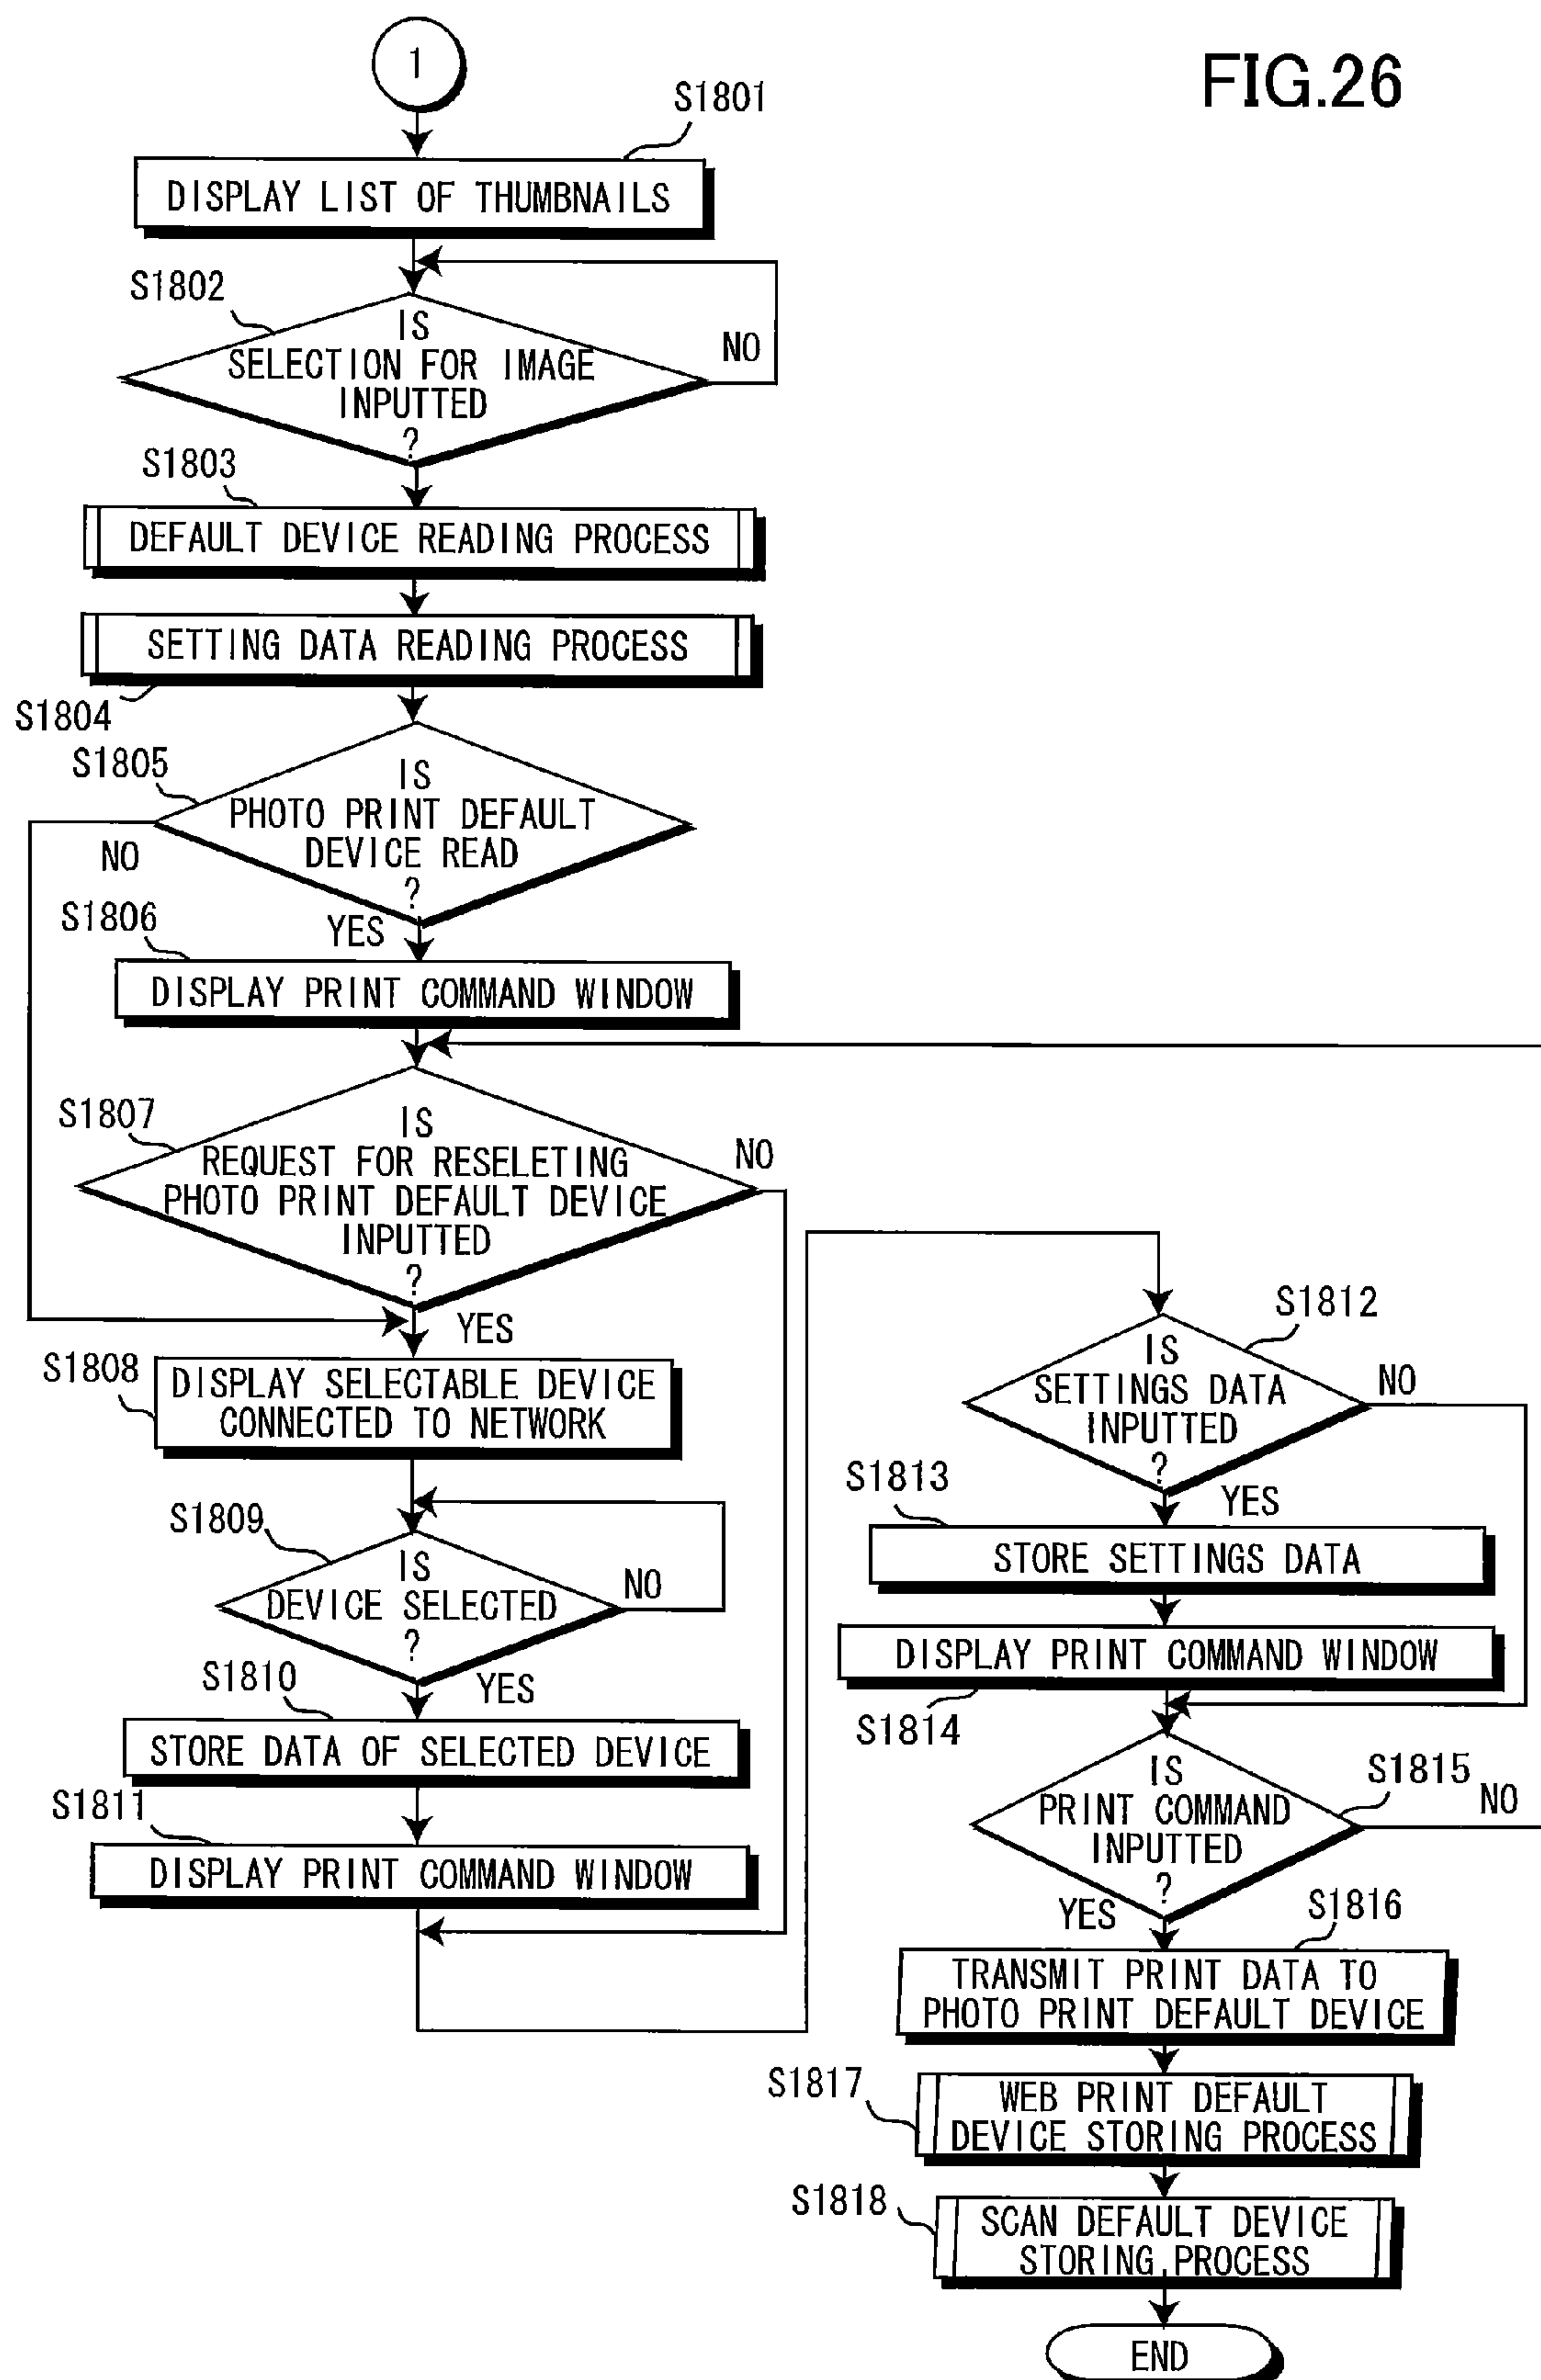 FIG.26
1
S1801
DISPLAY LIST OF THUMBNAILS
S1802
IS
SELECTION FOR IMAGE
INPUTTED
?
NO
S1803
DEFAULT DEVICE READING PROCESS
SETTING DATA READING PROCESS
S1804
S1805
IS
PHOTO PRINT DEFAULT
DEVICE READ
?
NO
YES
S1806
DISPLAY PRINT COMMAND WINDOW
S1807
IS
REQUEST FOR RESELETING
PHOTO PRINT DEFAULT DEVICE
INPUTTED
?
NO
YES
S1808
DISPLAY SELECTABLE DEVICE
CONNECTED TO NETWORK
S1809
IS
DEVICE SELECTED
?
NO
YES
S1810
STORE DATA OF SELECTED DEVICE
S1811
DISPLAY PRINT COMMAND WINDOW
S1812
IS
SETTINGS DATA
INPUTTED
?
NO
YES
S1813
STORE SETTINGS DATA
DISPLAY PRINT COMMAND WINDOW
S1814
IS
PRINT COMMAND
INPUTTED
?
S1815
NO
YES
S1816
TRANSMIT PRINT DATA TO
PHOTO PRINT DEFAULT DEVICE
S1817
WEB PRINT DEFAULT
DEVICE STORING PROCESS
S1818
SCAN DEFAULT DEVICE
STORING PROCESS
END